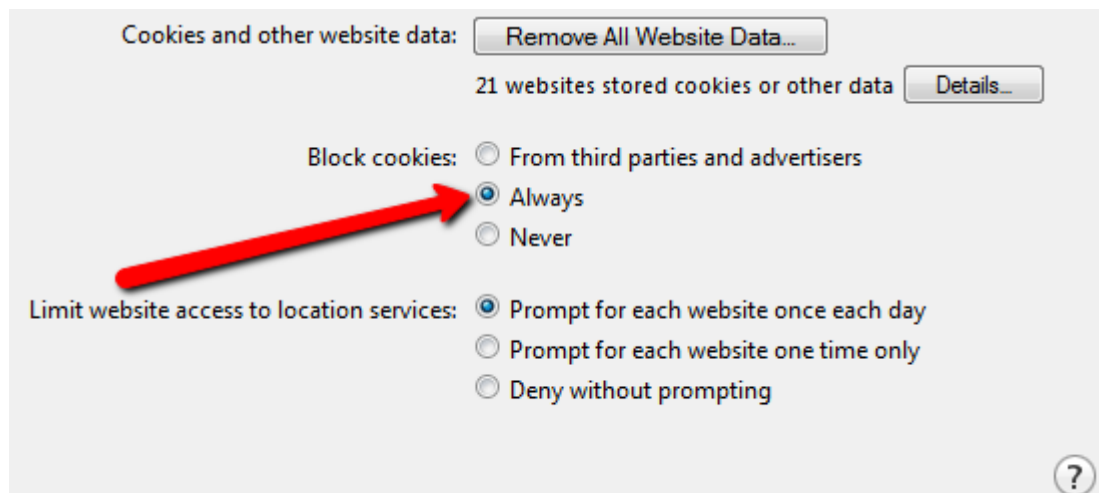 Cookies and other website data: Remove All Website Data...
21 websites stored cookies or other data Details...
Block cookies: From third parties and advertisers
Always
Never
Limit website access to location services: Prompt for each website once each day
Prompt for each website one time only
Deny without prompting
?